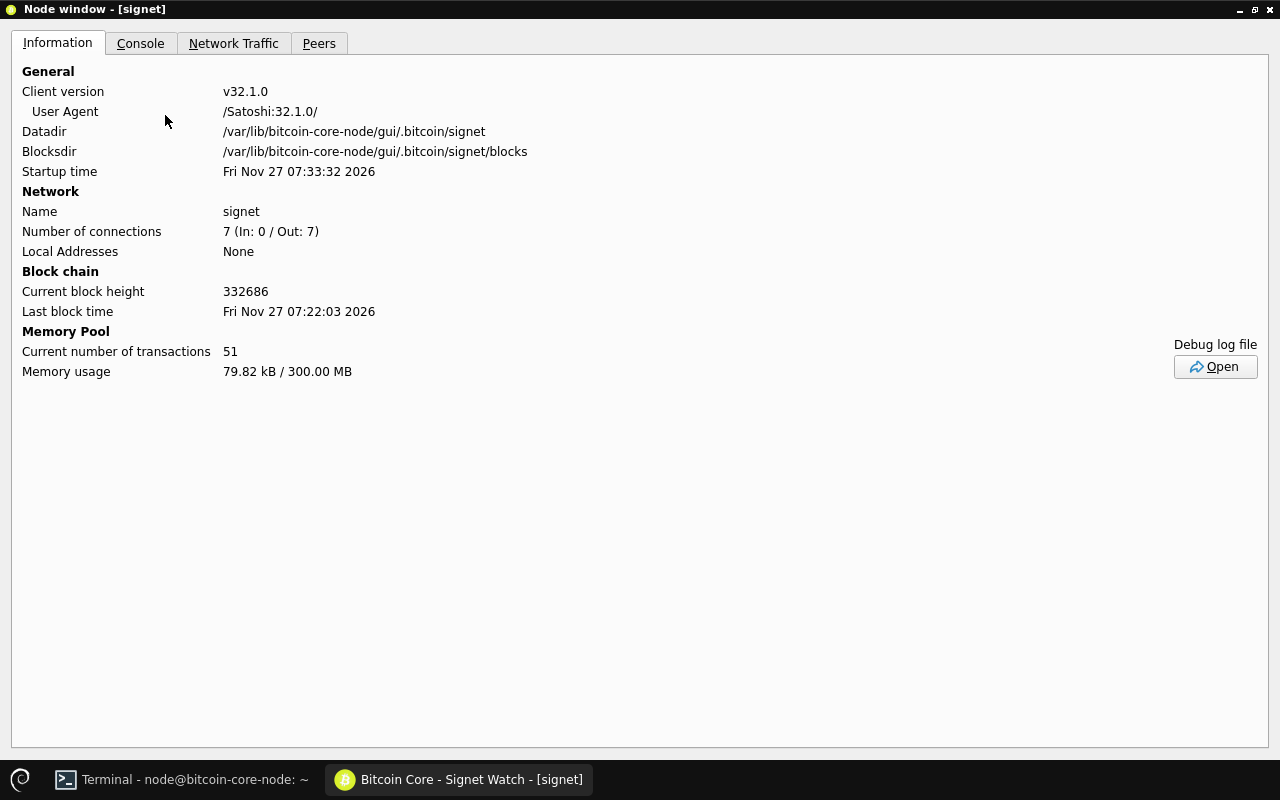 Node window - [signet]
Information
Console
Network Traffic
Peers
General
Client version v32.1.0
User Agent /Satoshi:32.1.0/
Datadir /var/lib/bitcoin-core-node/gui/.bitcoin/signet
Blocksdir /var/lib/bitcoin-core-node/gui/.bitcoin/signet/blocks
Startup time Fri Nov 27 07:33:32 2026
Network
Name signet
Number of connections 7 (In: 0 / Out: 7)
Local Addresses None
Block chain
Current block height 332686
Last block time Fri Nov 27 07:22:03 2026
Memory Pool
Current number of transactions 51
Memory usage 79.82 kB / 300.00 MB
Debug log file
Open
Terminal - node@bitcoin-core-node: ~
Bitcoin Core - Signet Watch - [signet]